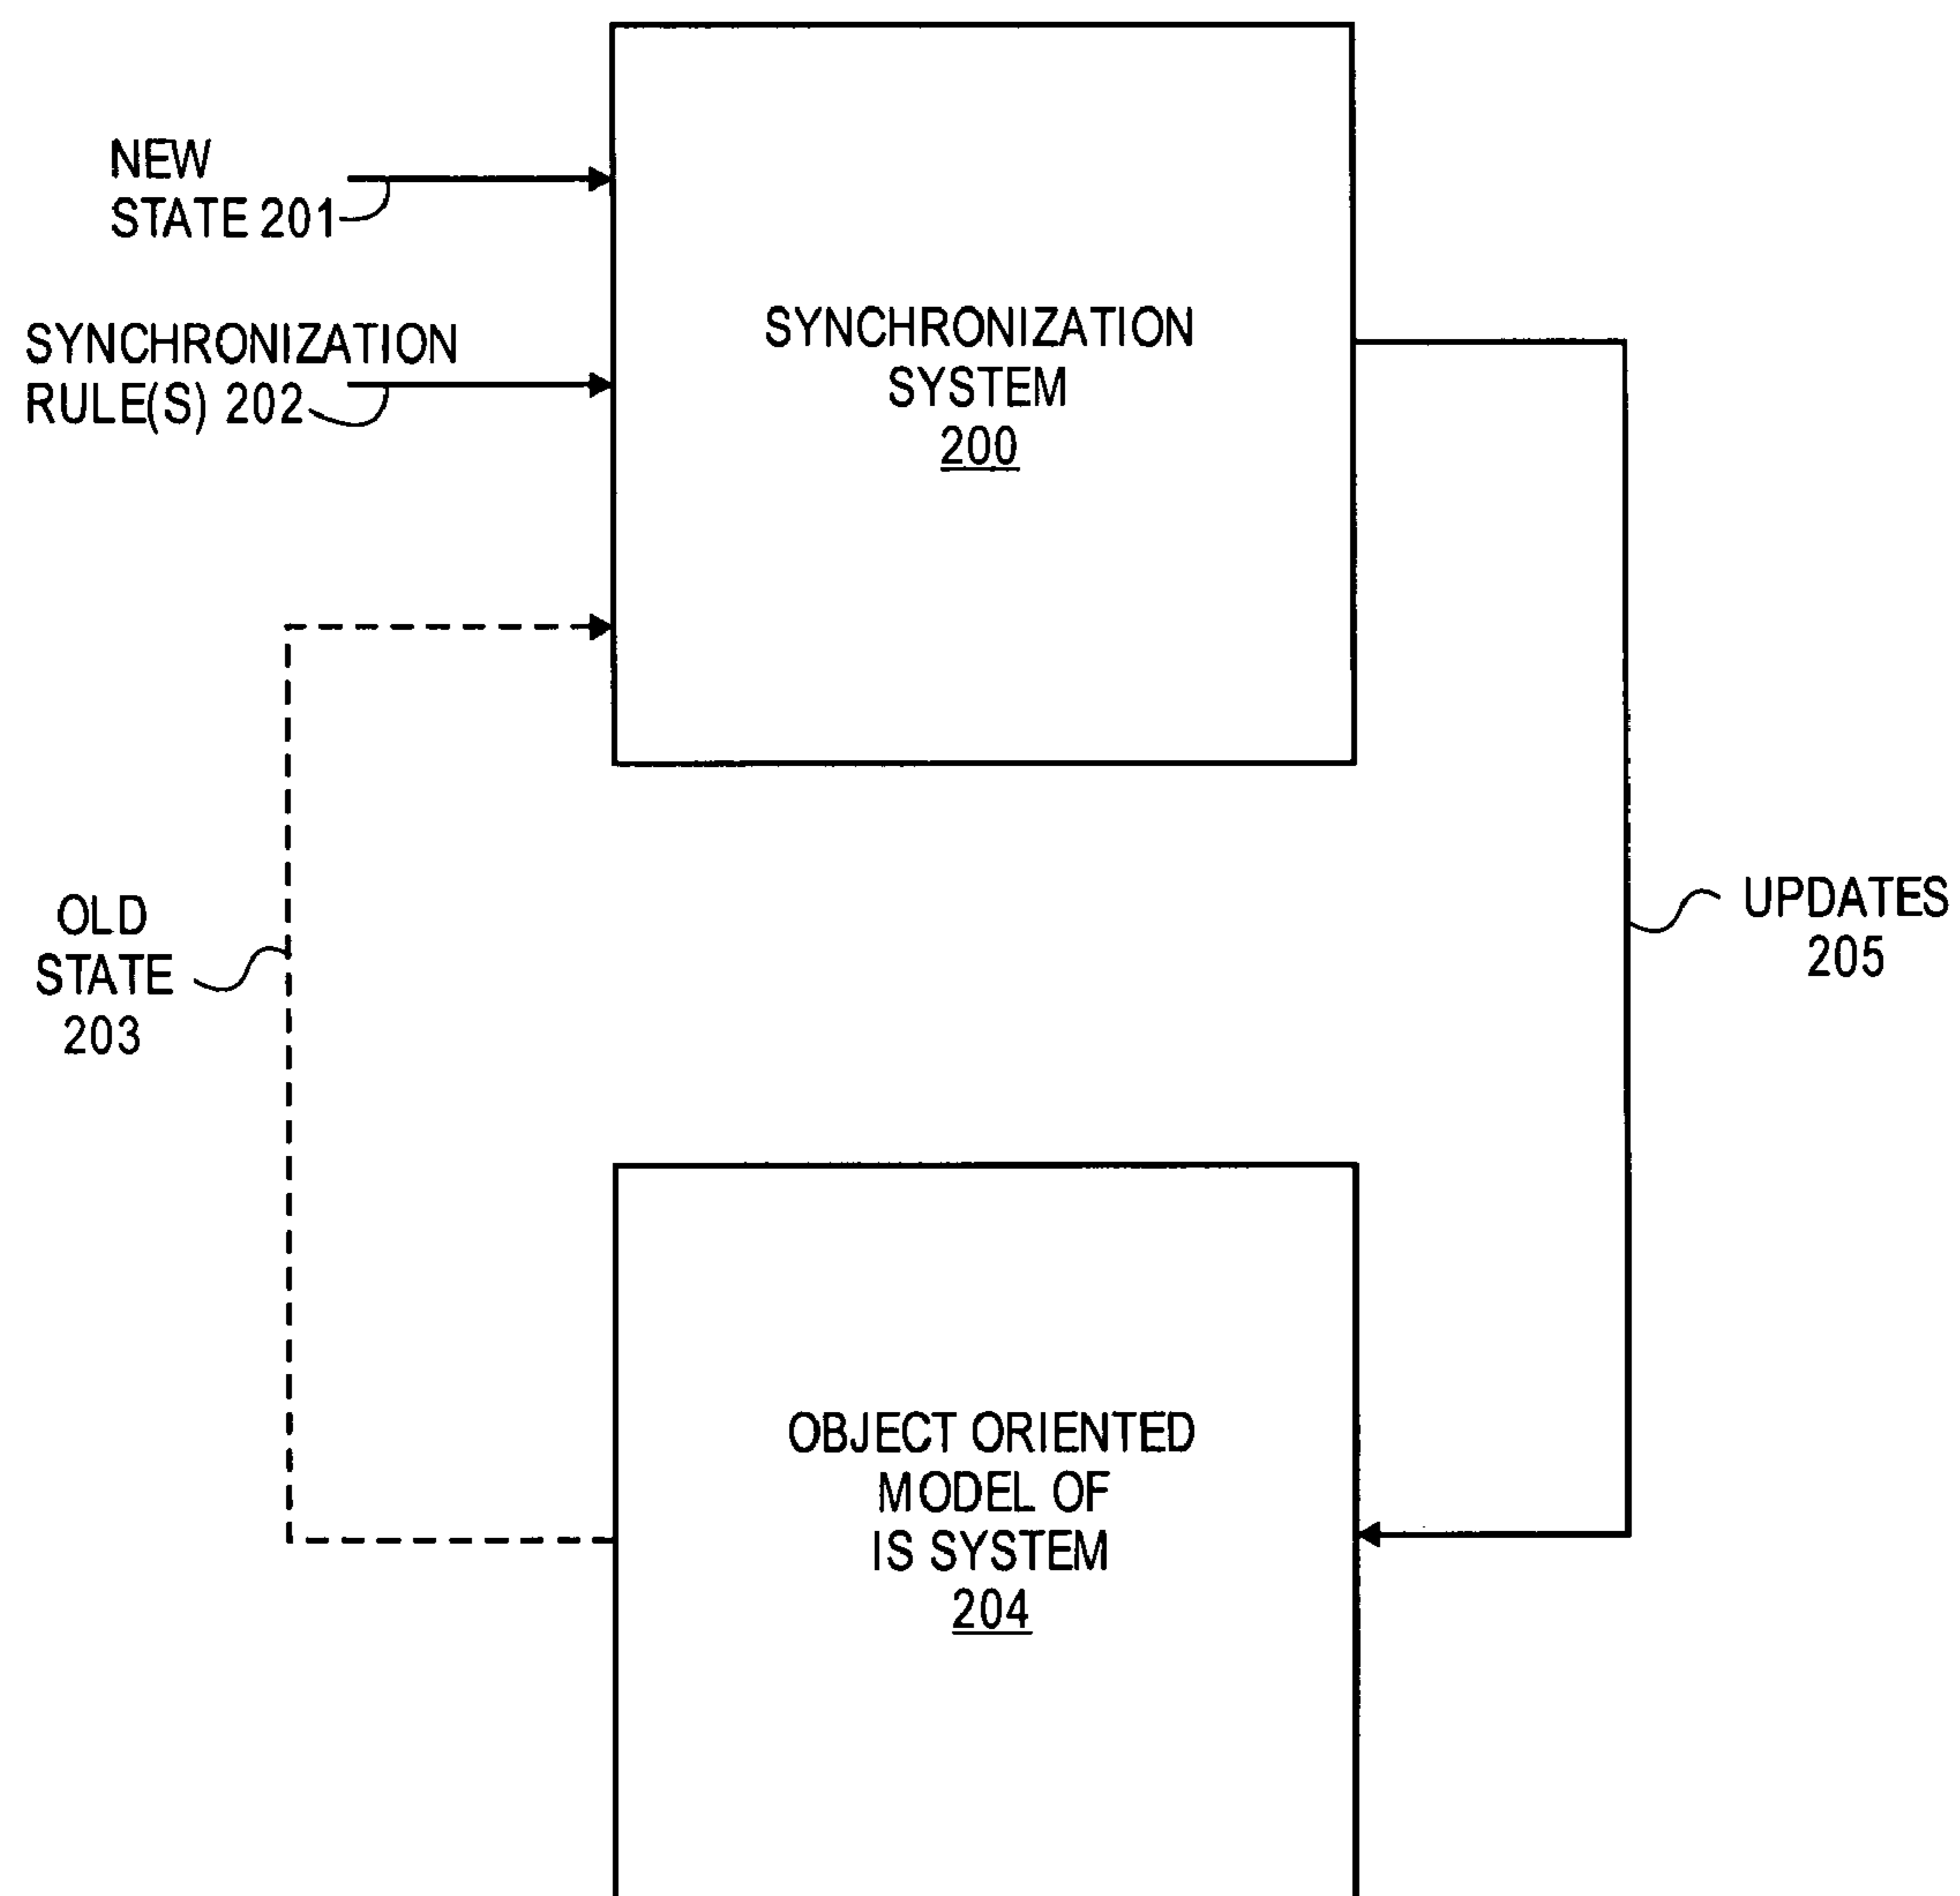 NEW
STATE 201
SYNCHRONIZATION
RULE(S) 202
SYNCHRONIZATION
SYSTEM
200
OLD
STATE
203
UPDATES
205
OBJECT ORIENTED
MODEL OF
IS SYSTEM
204